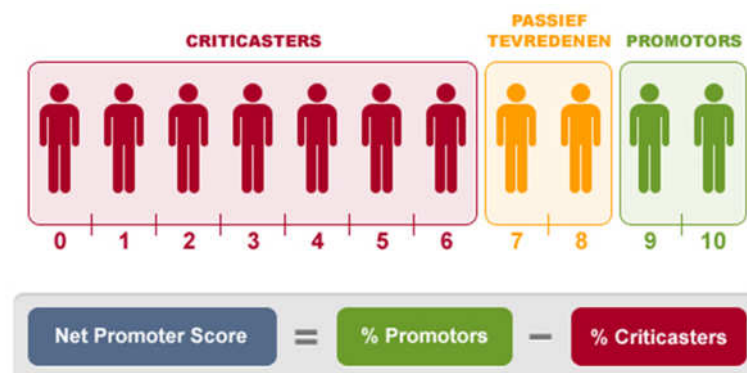 CRITICASTERS
PASSIEF
TEVREDENEN
PROMOTORS
0 1 2 3 4 5 6 7 8 9 10
Net Promoter Score = % Promotors − % Criticasters